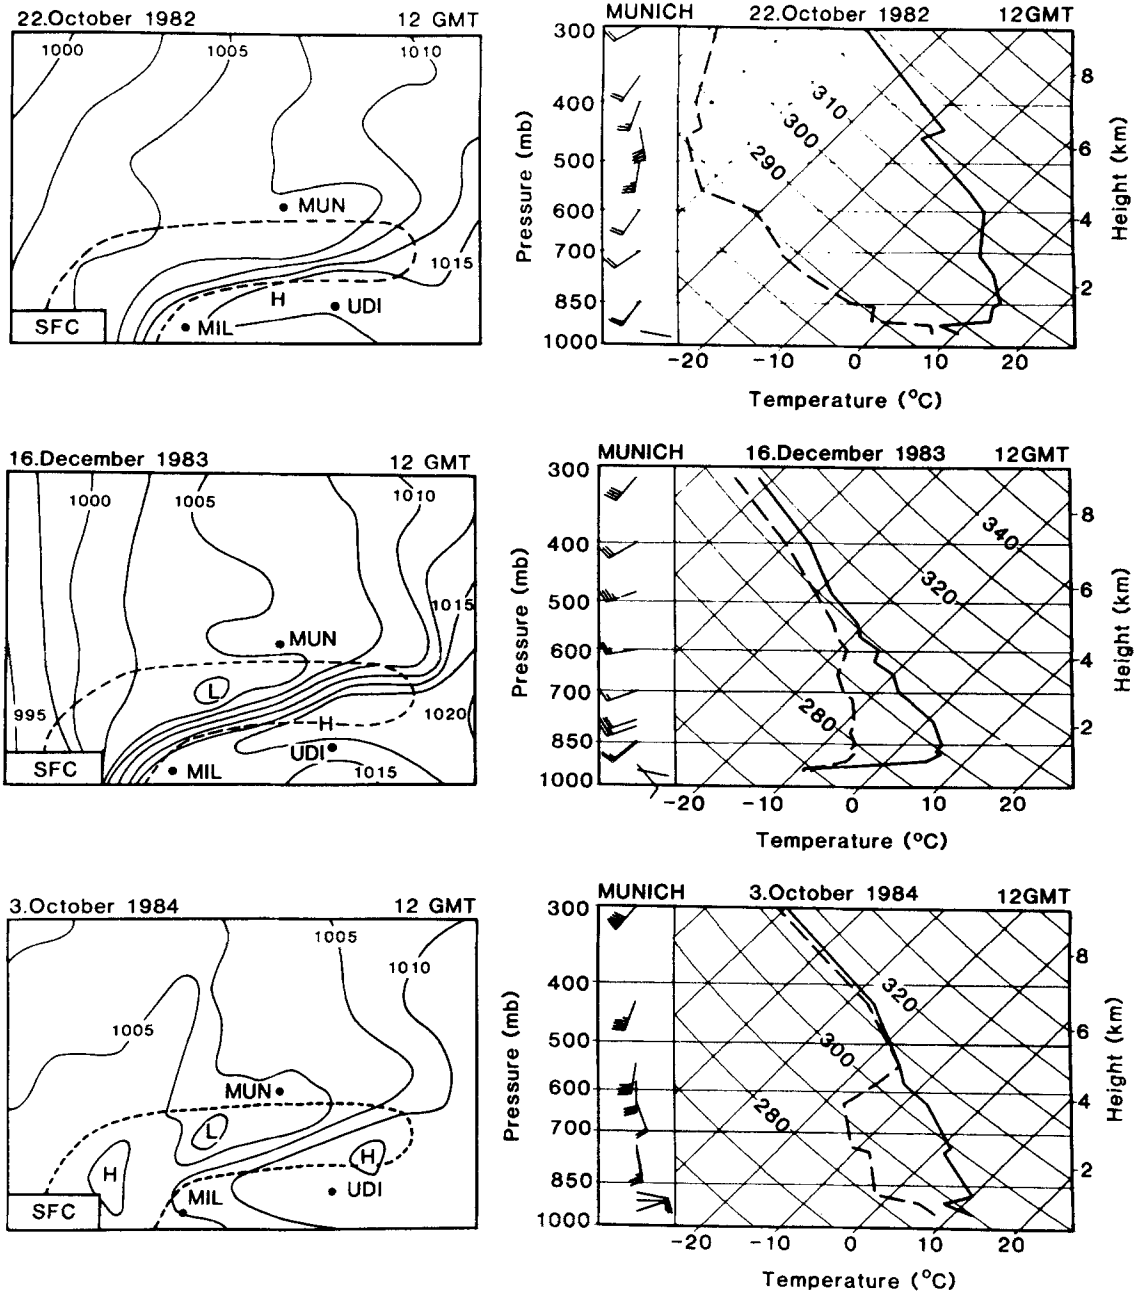 22.October 1982 12 GMT
1000 1005 1010
MUN
1015
H
UDI
MIL
SFC
MUNICH 22.October 1982 12GMT
300
400
500
600
700
850
1000
Pressure (mb)
310
300
290
8
6
4
2
Height (km)
-20 -10 0 10 20
Temperature (°C)
16.December 1983 12 GMT
1000 1005 1010
1015
MUN
L
995
H
1020
UDI
SFC
MIL
1015
MUNICH 16.December 1983 12GMT
300
400
500
600
700
850
1000
Pressure (mb)
340
320
280
8
6
4
2
Height (km)
-20 -10 0 10 20
Temperature (°C)
3.October 1984 12 GMT
1005
1010
1005
MUN
L
H
H
MIL
UDI
SFC
MUNICH 3.October 1984 12GMT
300
400
500
600
700
850
1000
Pressure (mb)
320
300
280
8
6
4
2
Height (km)
-20 -10 0 10 20
Temperature (°C)